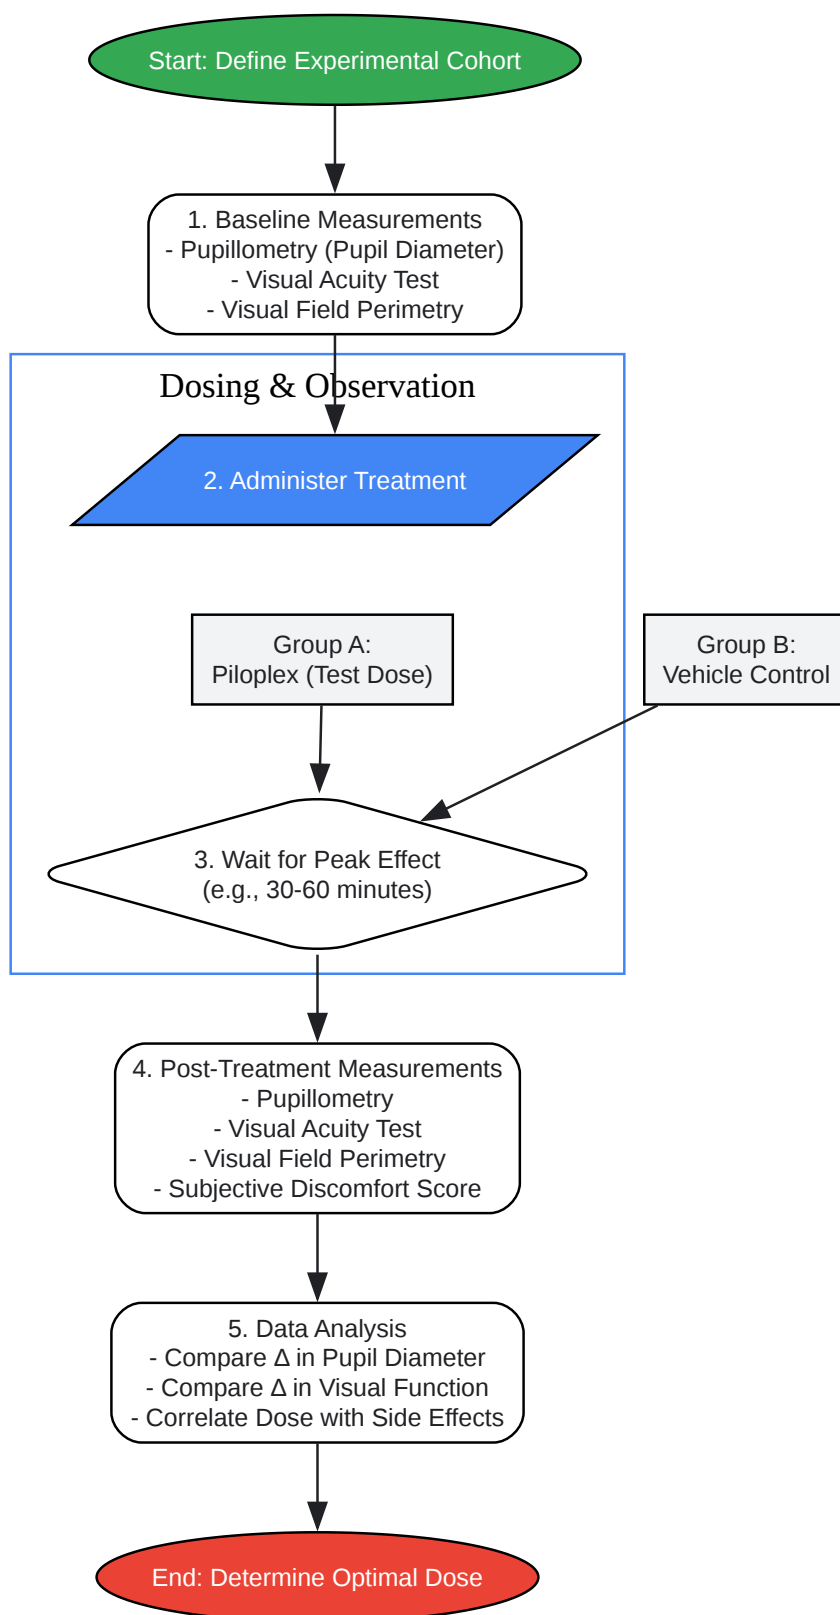 Start: Define Experimental Cohort
1. Baseline Measurements
- Pupillometry (Pupil Diameter)
- Visual Acuity Test
- Visual Field Perimetry
Dosing & Observation
2. Administer Treatment
Group A:
Piloplex (Test Dose)
Group B:
Vehicle Control
3. Wait for Peak Effect
(e.g., 30-60 minutes)
4. Post-Treatment Measurements
- Pupillometry
- Visual Acuity Test
- Visual Field Perimetry
- Subjective Discomfort Score
5. Data Analysis
- Compare Δ in Pupil Diameter
- Compare Δ in Visual Function
- Correlate Dose with Side Effects
End: Determine Optimal Dose